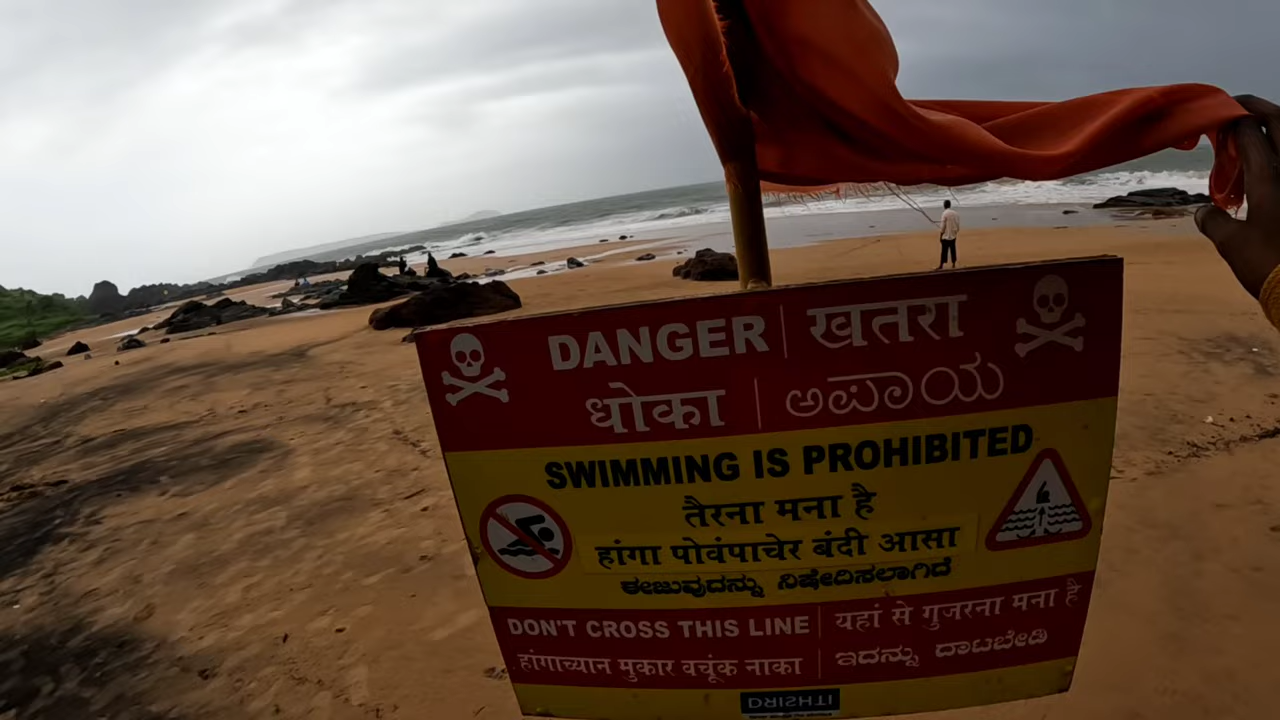 DANGER | खतरा
धोका | ಅಪಾಯ
SWIMMING IS PROHIBITED
तैरना मना है
हांगा पोवंपाचेर बंदी आसा
ಈಜುವುದನ್ನು ನಿಷೇದಿಸಲಾಗಿದೆ
DON'T CROSS THIS LINE | यहां से गुजरना मना है
हांगाच्यान मुकार वचूंक नाका | ಇದನ್ನು ದಾಟಬೇಡಿ
DRISHTI